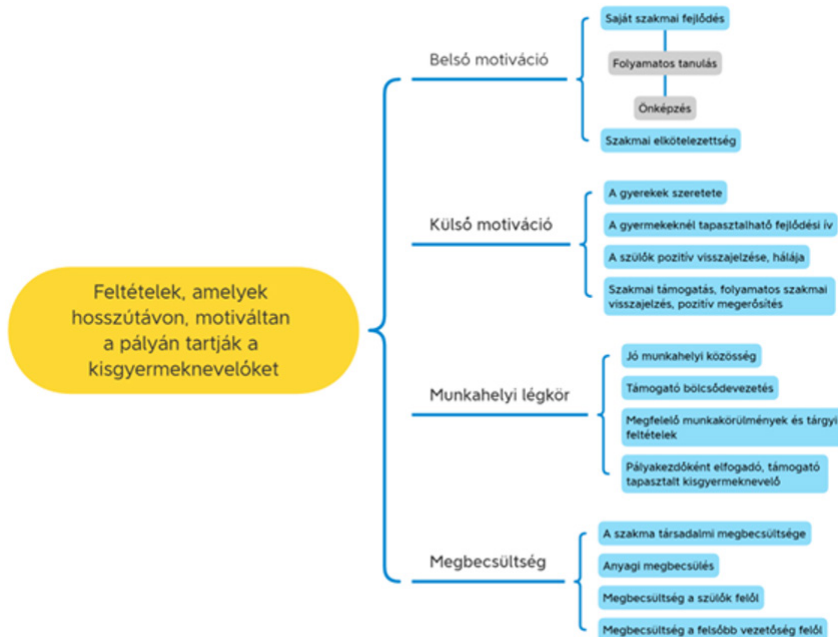 Feltételek, amelyek
hosszútávon, motiváltan
a pályán tartják a
kisgyermeknevelőket
Belső motiváció
Saját szakmai fejlődés
Folyamatos tanulás
Önképzés
Szakmai elkötelezettség
Külső motiváció
A gyerekek szeretete
A gyermekeknél tapasztalható fejlődési ív
A szülők pozitív visszajelzése, hálája
Szakmai támogatás, folyamatos szakmai
visszajelzés, pozitív megerősítés
Munkahelyi légkör
Jó munkahelyi közösség
Támogató bölcsődevezetés
Megfelelő munkakörülmények és tárgyi
feltételek
Pályakezdőként elfogadó, támogató
tapasztalt kisgyermeknevelő
Megbecsültség
A szakma társadalmi megbecsültsége
Anyagi megbecsülés
Megbecsültség a szülők felől
Megbecsültség a felsőbb vezetőség felől